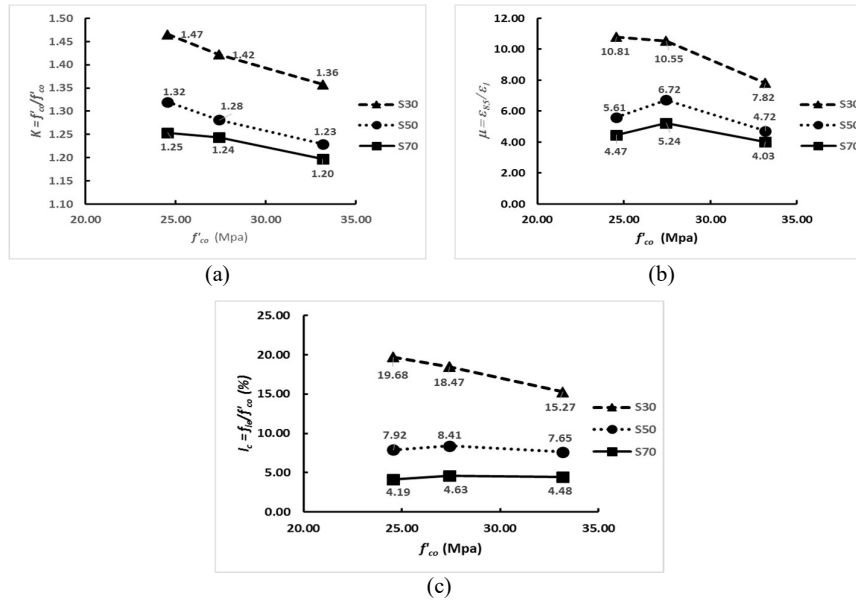 1.50
1.45
1.40
1.35
1.30
1.25
1.20
1.15
1.10
20.00 25.00 30.00 35.00
K = f'cc/f'co
f'co (Mpa)
1.47
1.42
1.36
1.32
1.28
1.23
1.25
1.24
1.20
S30
S50
S70
(a)
12.00
10.00
8.00
6.00
4.00
2.00
0.00
20.00 25.00 30.00 35.00
μ = ε85/ε1
f'co (Mpa)
10.81
10.55
7.82
5.61
6.72
4.72
4.47
5.24
4.03
S30
S50
S70
(b)
25.00
20.00
15.00
10.00
5.00
0.00
20.00 25.00 30.00 35.00
Ic = fle/f'co (%)
f'co (Mpa)
19.68
18.47
15.27
7.92
8.41
7.65
4.19
4.63
4.48
S30
S50
S70
(c)